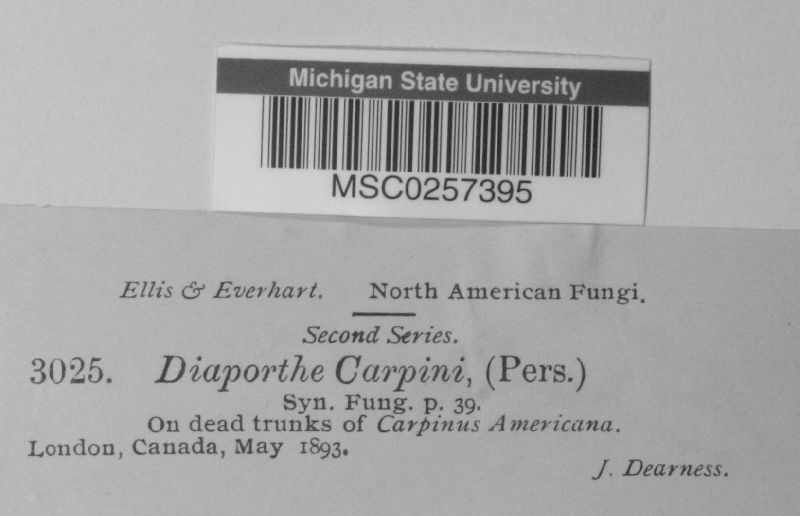 Michigan State University
MSC0257395
Ellis & Everhart. North American Fungi.
Second Series.
3025. Diaporthe Carpini, (Pers.)
Syn. Fung. p. 39.
On dead trunks of Carpinus Americana.
London, Canada, May 1893.
J. Dearness.